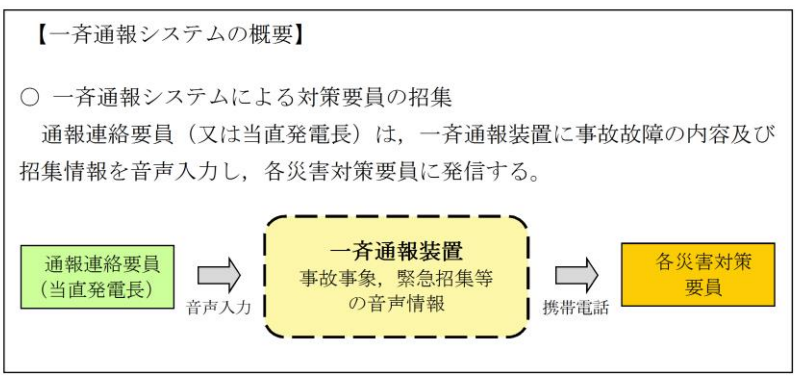 【一斉通報システムの概要】
○ 一斉通報システムによる対策要員の招集
通報連絡要員（又は当直発電長）は，一斉通報装置に事故故障の内容及び
招集情報を音声入力し，各災害対策要員に発信する。
通報連絡要員
（当直発電長）
音声入力
一斉通報装置
事故事象，緊急招集等
の音声情報
携帯電話
各災害対策
要員